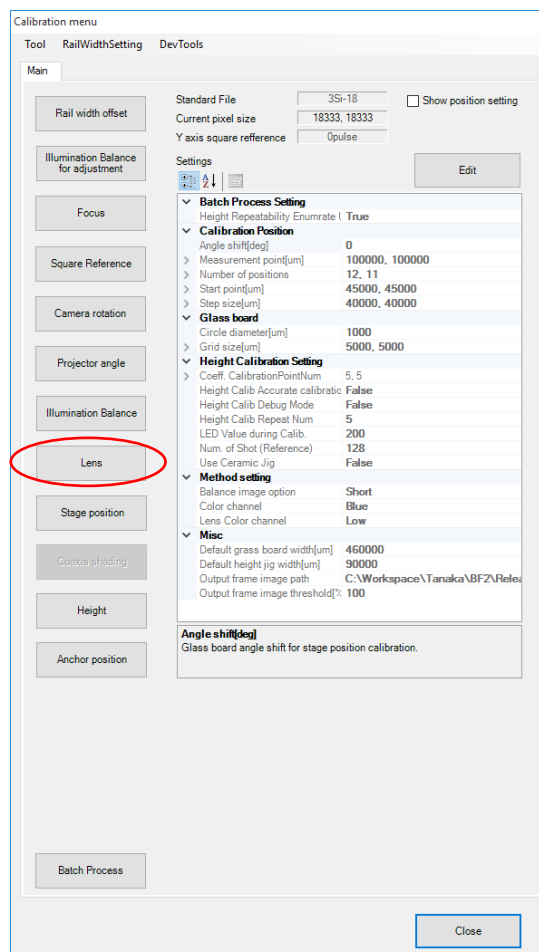 Calibration menu
Tool RailWidthSetting DevTools
Main
Rail width offset
Illumination Balance
for adjustment
Focus
Square Reference
Camera rotation
Projector angle
Illumination Balance
Lens
Stage position
Coaxis shading
Height
Anchor position
Batch Process
Standard File 3Si-18
Show position setting
Current pixel size 18333, 18333
Y axis square refference 0pulse
Settings
Edit
Batch Process Setting
Height Repeatability Enumrate True
Calibration Position
Angle shift[deg] 0
Measurement point[um] 100000, 100000
Number of positions 12, 11
Start point[um] 45000, 45000
Step size[um] 40000, 40000
Glass board
Circle diameter[um] 1000
Grid size[um] 5000, 5000
Height Calibration Setting
Coeff. CalibrationPointNum 5, 5
Height Calib Accurate calibratic False
Height Calib Debug Mode False
Height Calib Repeat Num 5
LED Value during Calib. 200
Num. of Shot (Reference) 128
Use Ceramic Jig False
Method setting
Balance image option Short
Color channel Blue
Lens Color channel Low
Misc
Default grass board width[um] 460000
Default height jig width[um] 90000
Output frame image path C:\Workspace\Tanaka\BF2\Relea
Output frame image threshold[% 100
Angle shift[deg]
Glass board angle shift for stage position calibration.
Close